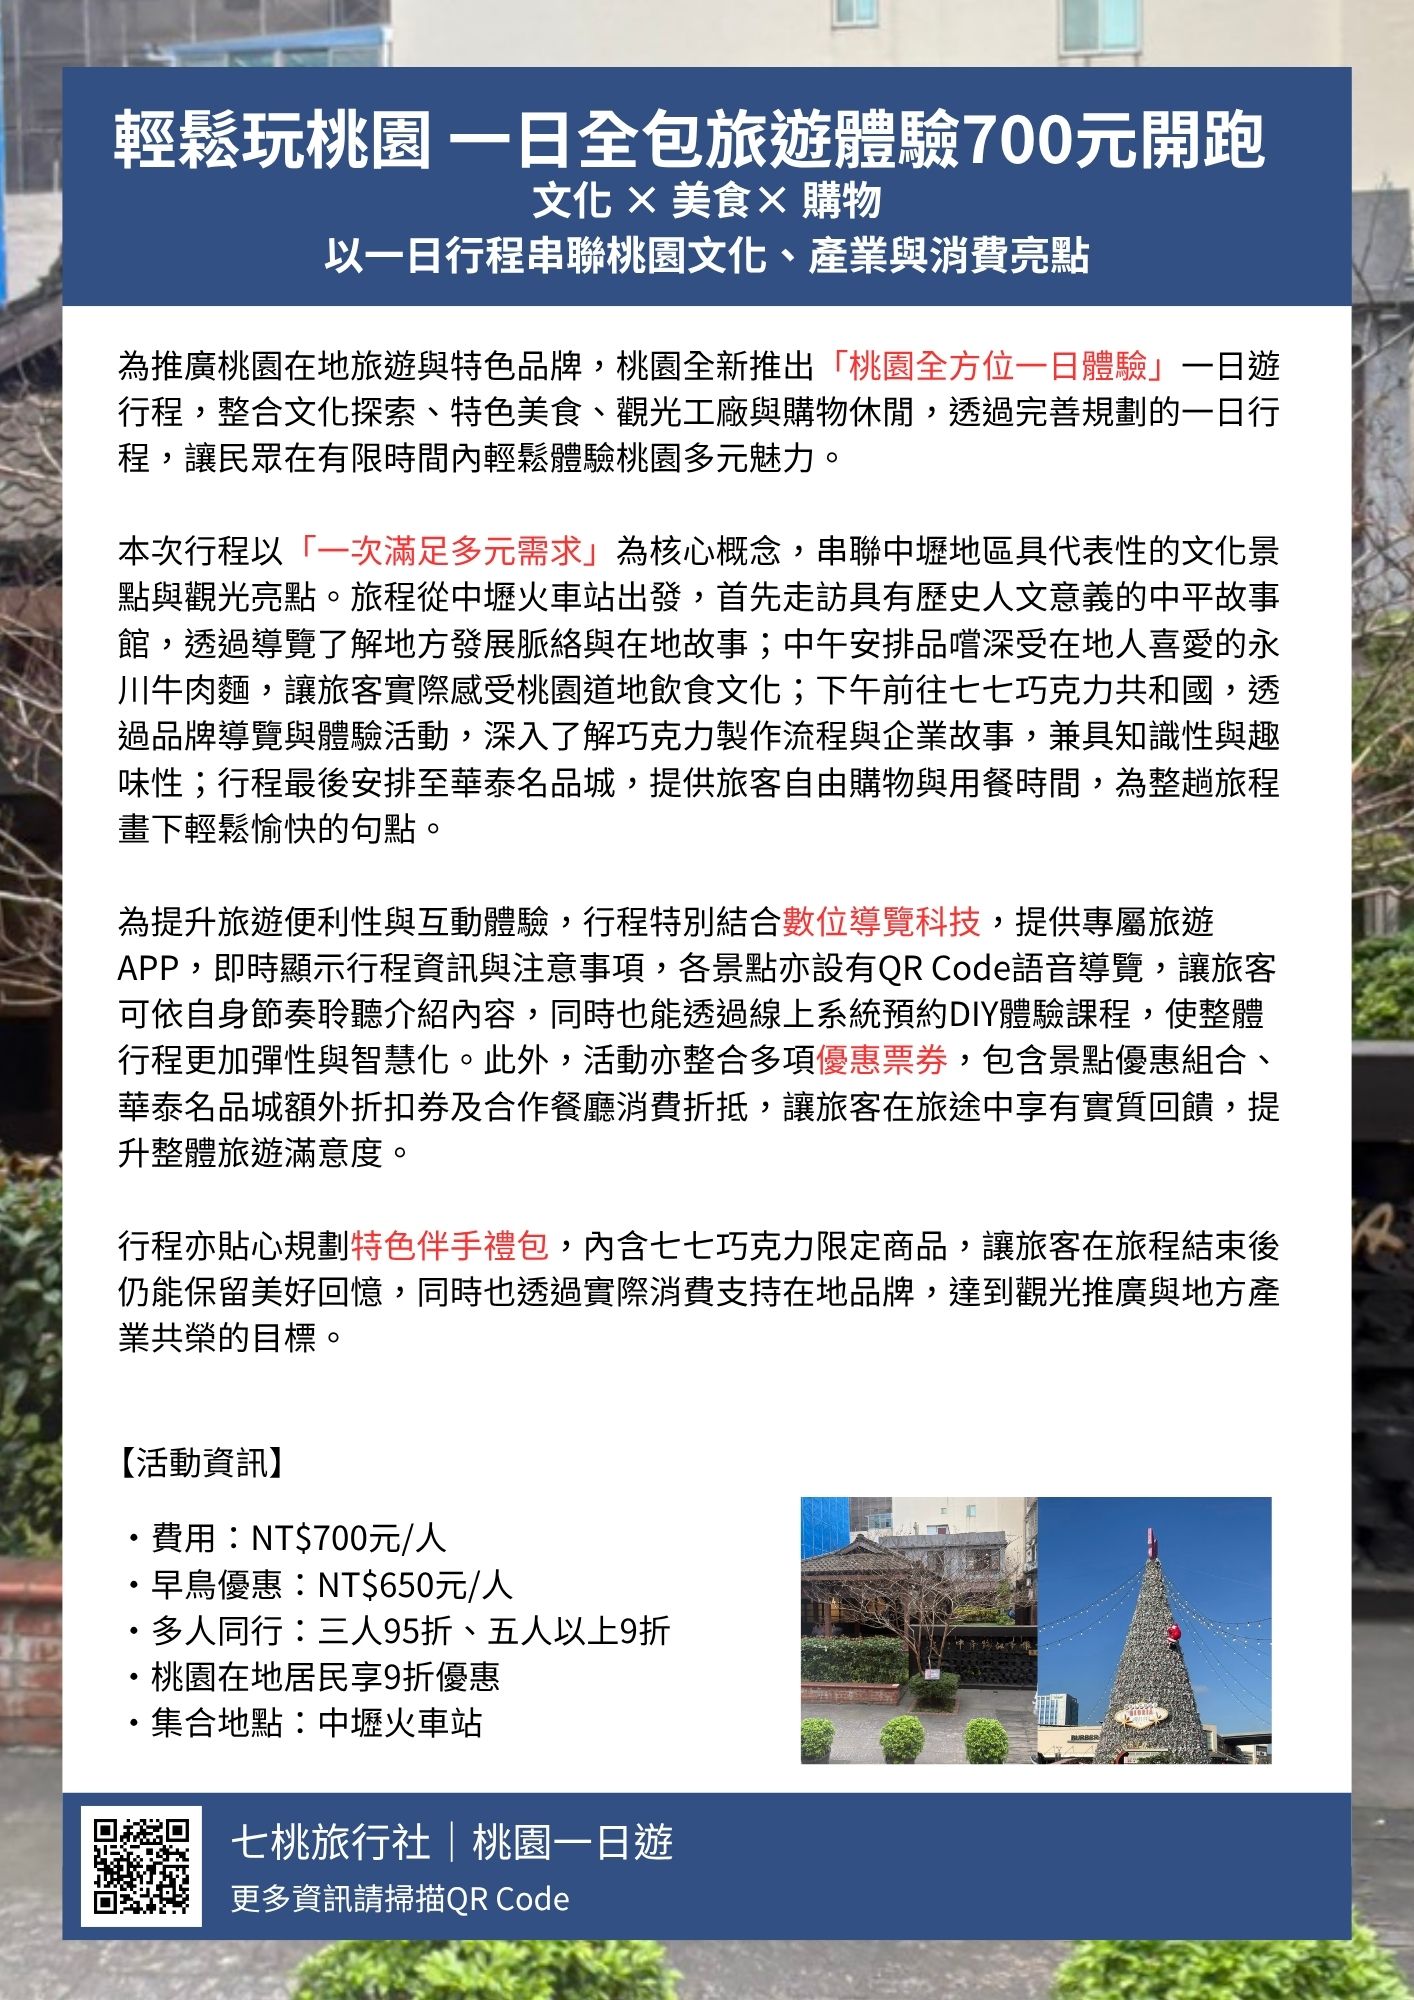 輕鬆玩桃園 一日全包旅遊體驗700元開跑
文化 × 美食× 購物
以一日行程串聯桃園文化、產業與消費亮點
為推廣桃園在地旅遊與特色品牌，桃園全新推出「桃園全方位一日體驗」一日遊
行程，整合文化探索、特色美食、觀光工廠與購物休閒，透過完善規劃的一日行
程，讓民眾在有限時間內輕鬆體驗桃園多元魅力。
本次行程以「一次滿足多元需求」為核心概念，串聯中壢地區具代表性的文化景
點與觀光亮點。旅程從中壢火車站出發，首先走訪具有歷史人文意義的中平故事
館，透過導覽了解地方發展脈絡與在地故事；中午安排品嚐深受在地人喜愛的永
川牛肉麵，讓旅客實際感受桃園道地飲食文化；下午前往七七巧克力共和國，透
過品牌導覽與體驗活動，深入了解巧克力製作流程與企業故事，兼具知識性與趣
味性；行程最後安排至華泰名品城，提供旅客自由購物與用餐時間，為整趟旅程
畫下輕鬆愉快的句點。
為提升旅遊便利性與互動體驗，行程特別結合數位導覽科技，提供專屬旅遊
APP，即時顯示行程資訊與注意事項，各景點亦設有QR Code語音導覽，讓旅客
可依自身節奏聆聽介紹內容，同時也能透過線上系統預約DIY體驗課程，使整體
行程更加彈性與智慧化。此外，活動亦整合多項優惠票券，包含景點優惠組合、
華泰名品城額外折扣券及合作餐廳消費折抵，讓旅客在旅途中享有實質回饋，提
升整體旅遊滿意度。
行程亦貼心規劃特色伴手禮包，內含七七巧克力限定商品，讓旅客在旅程結束後
仍能保留美好回憶，同時也透過實際消費支持在地品牌，達到觀光推廣與地方產
業共榮的目標。
【活動資訊】
・費用：NT$700元/人
・早鳥優惠：NT$650元/人
・多人同行：三人95折、五人以上9折
・桃園在地居民享9折優惠
・集合地點：中壢火車站
七桃旅行社｜桃園一日遊
更多資訊請掃描QR Code